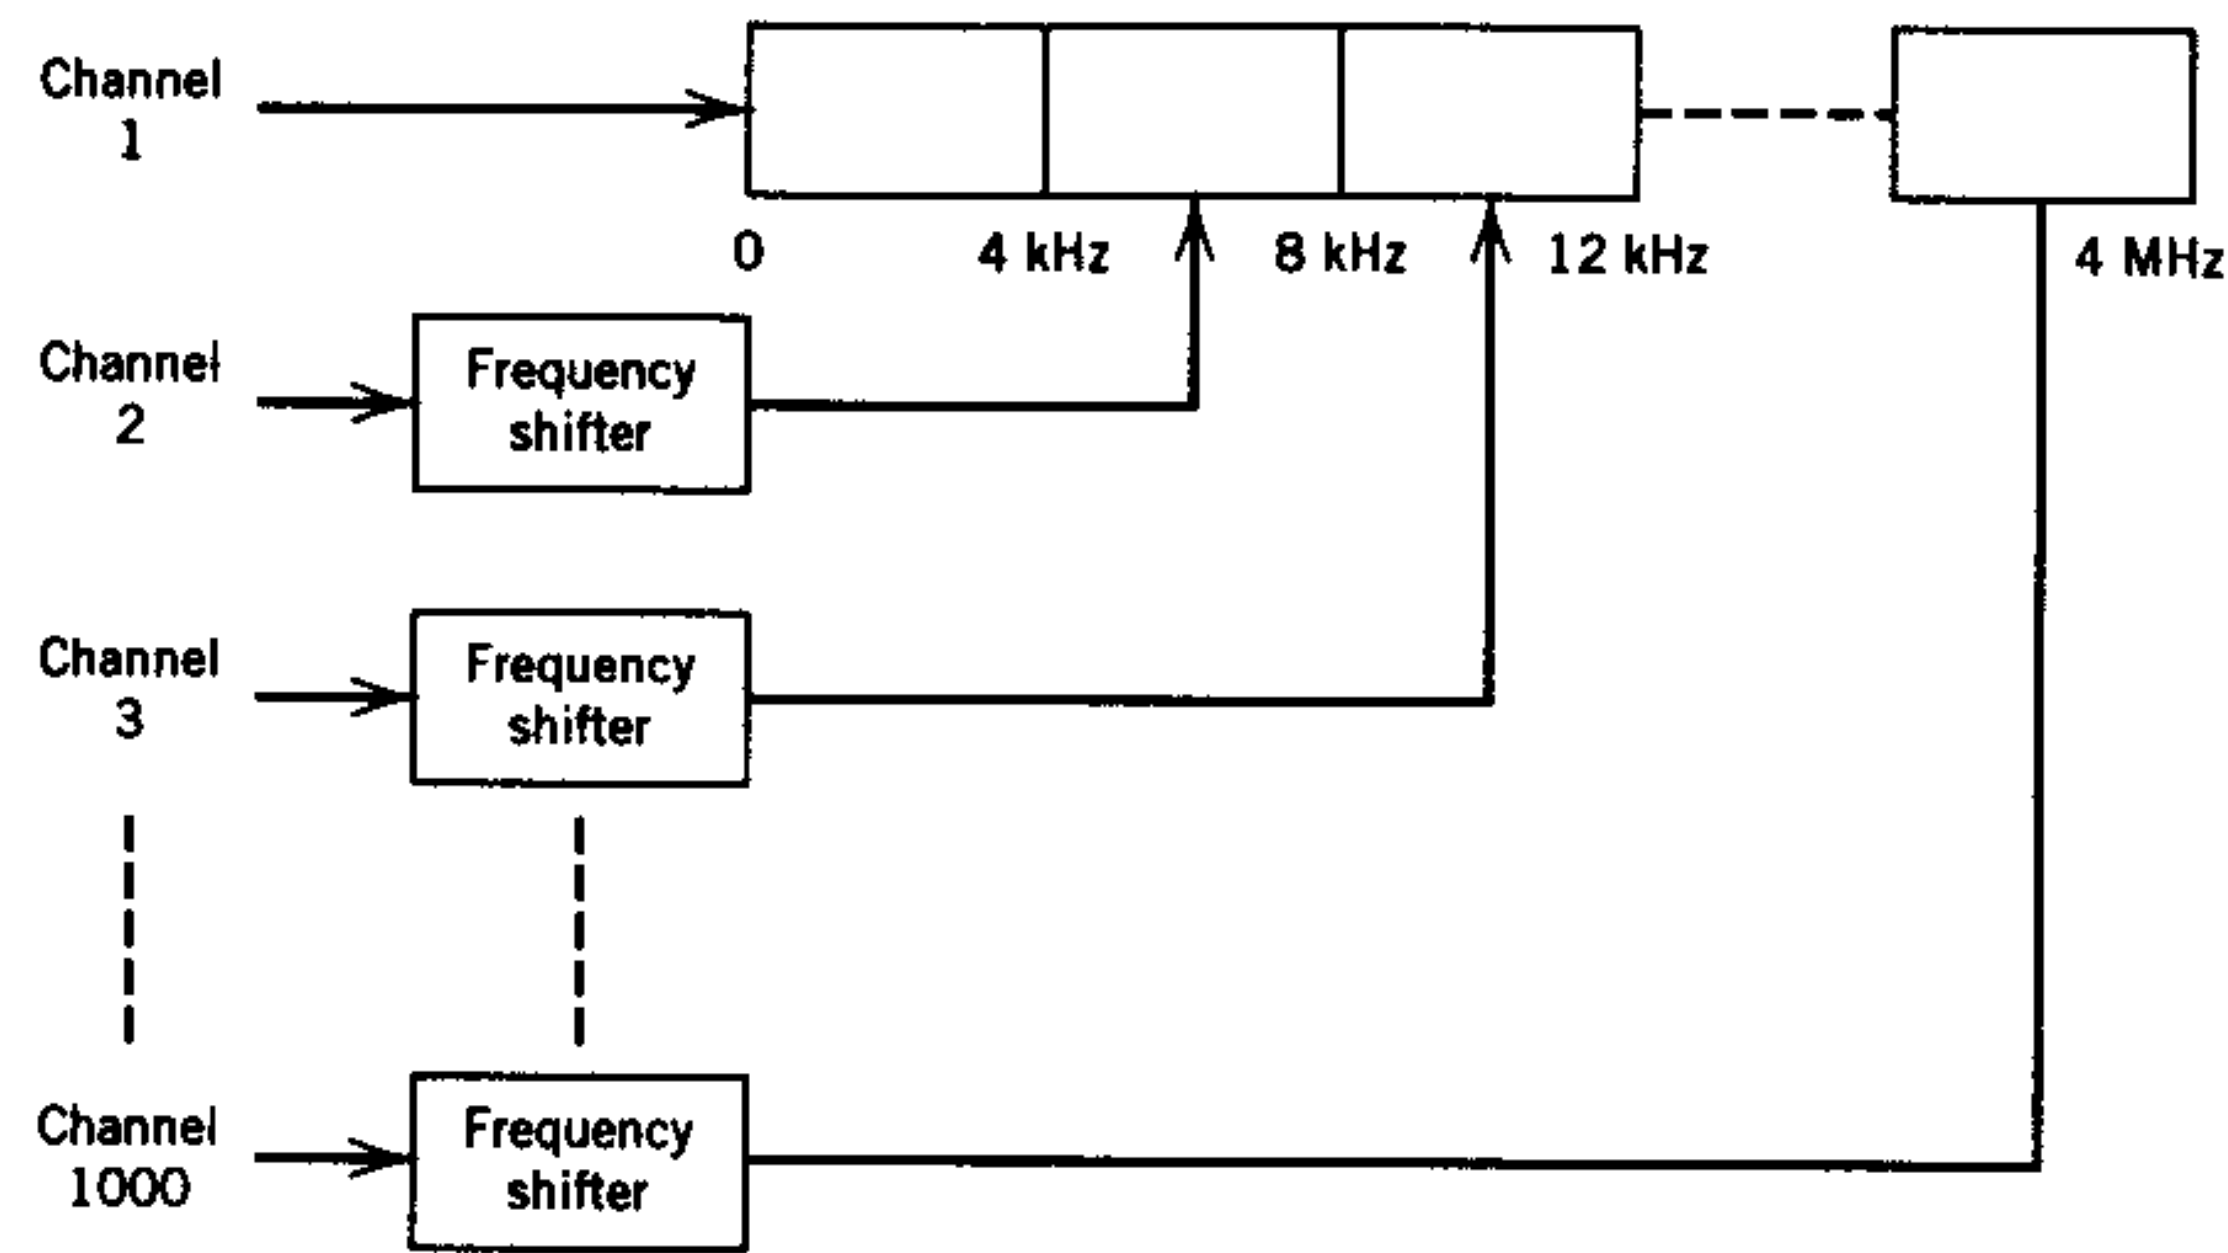 Channel
1
0
4 kHz
8 kHz
12 kHz
4 MHz
Channel
2
Frequency
shifter
Channel
3
Frequency
shifter
Channel
1000
Frequency
shifter